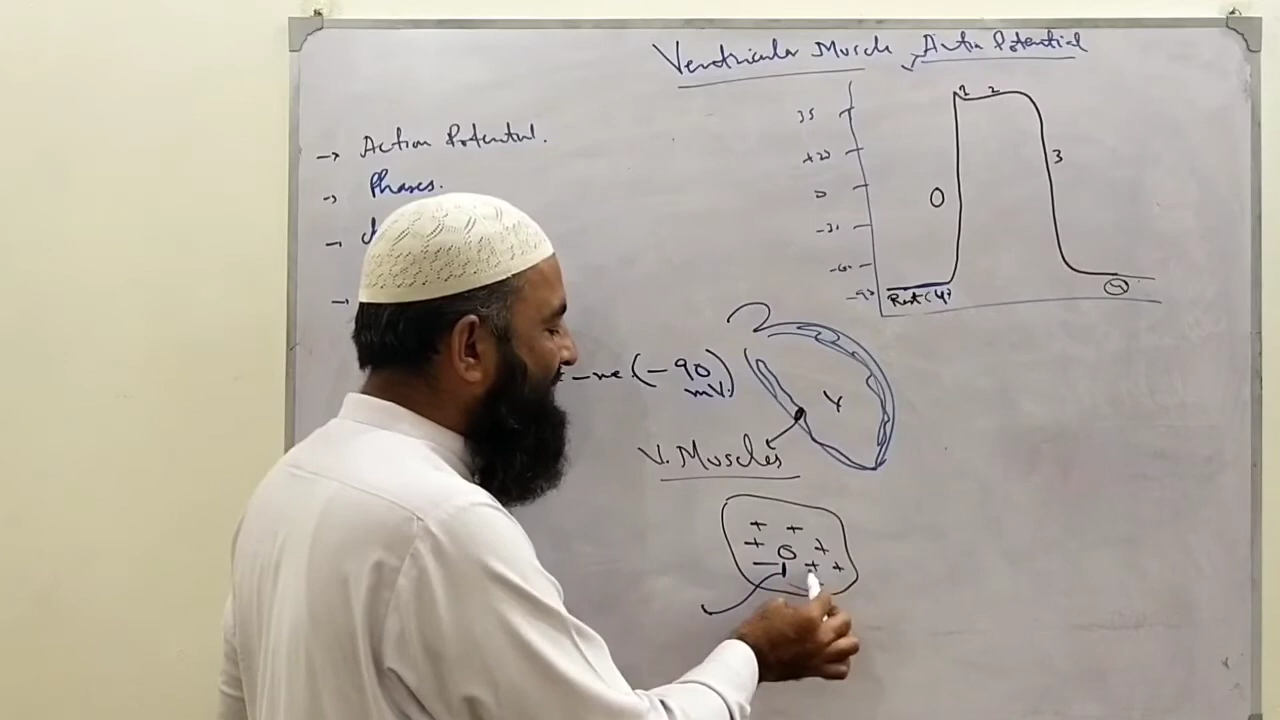 Ventricular Muscle Action Potential
→ Action Potential.
→ Phases.
→
→
35
+20
0
-30
-60
-90
0
1
2
3
Rest (4)
4
-ve. (-90 mV.)
V
V. Muscles
+ +
+ O +
- + +